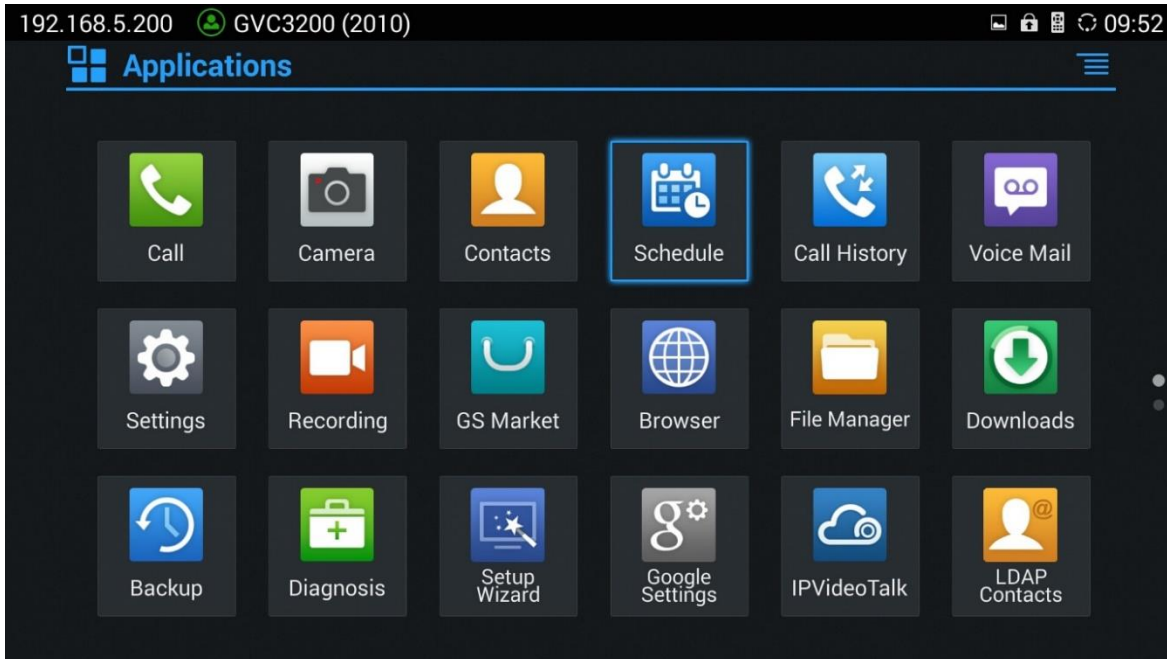 192.168.5.200 GVC3200 (2010) 09:52
Applications
Call Camera Contacts Schedule Call History Voice Mail
Settings Recording GS Market Browser File Manager Downloads
Backup Diagnosis Setup Wizard Google Settings IPVideoTalk LDAP Contacts